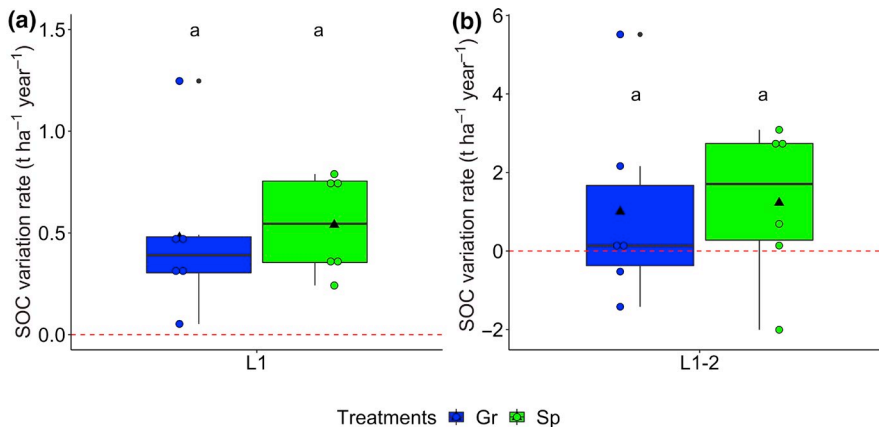 (a)
SOC variation rate (t ha⁻¹ year⁻¹)
1.5
1.0
0.5
0.0
a a
L1
(b)
SOC variation rate (t ha⁻¹ year⁻¹)
6
4
2
0
−2
a a
L1-2
Treatments Gr Sp